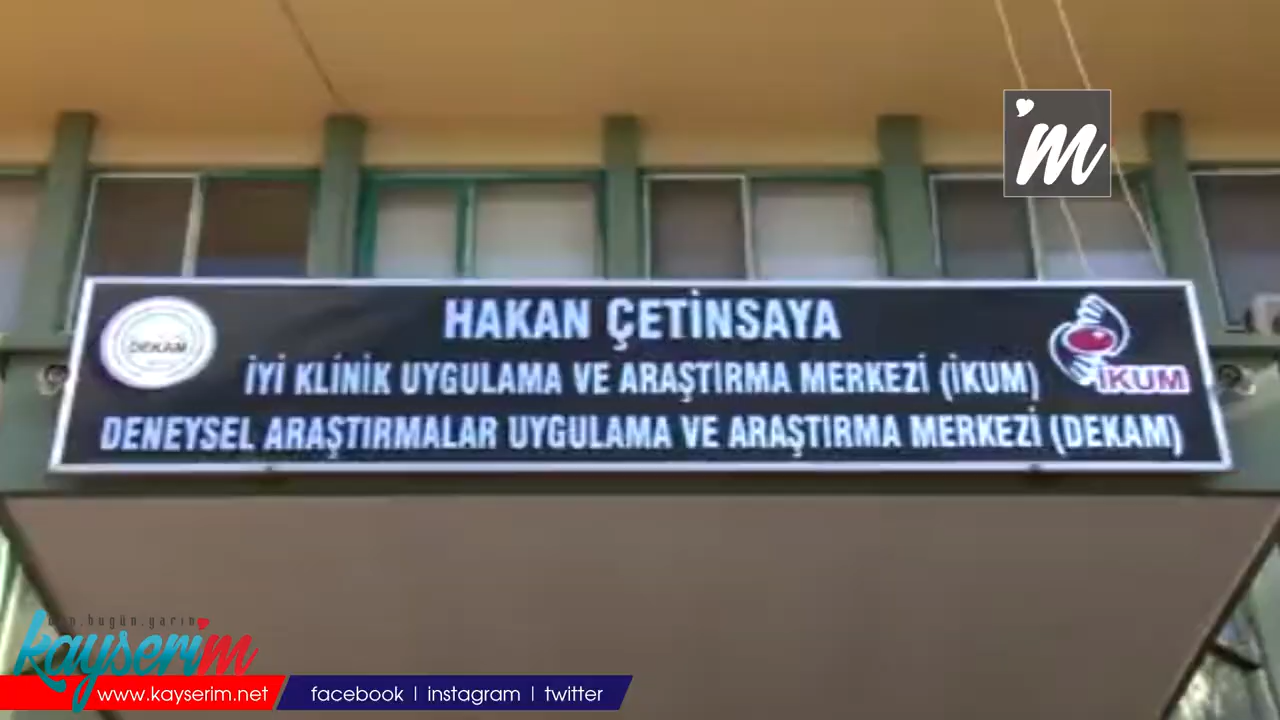 'm
HAKAN ÇETİNSAYA
DEKAM
İYİ KLİNİK UYGULAMA VE ARAŞTIRMA MERKEZİ (İKUM)
İKUM
DENEYSEL ARAŞTIRMALAR UYGULAMA VE ARAŞTIRMA MERKEZİ (DEKAM)
dün.bugün.yarın
kayserim
www.kayserim.net facebook | instagram | twitter